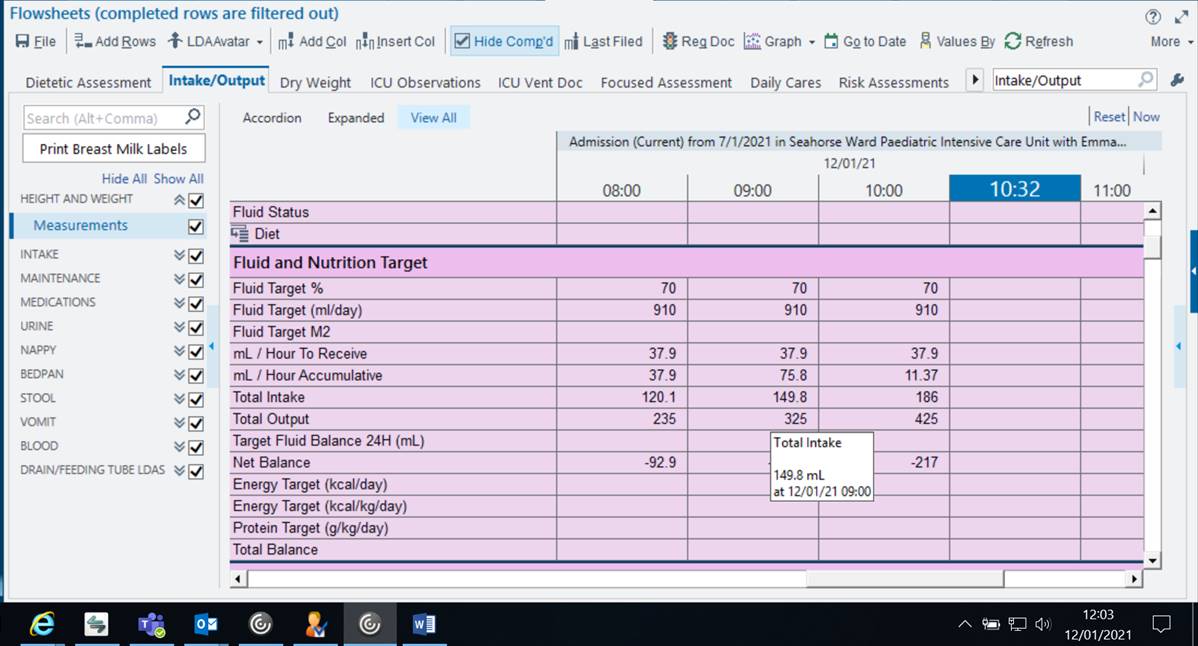 Flowsheets (completed rows are filtered out)
File Add Rows LDAAvatar Add Col Insert Col Hide Comp'd Last Filed Reg Doc Graph Go to Date Values By Refresh More
Dietetic Assessment Intake/Output Dry Weight ICU Observations ICU Vent Doc Focused Assessment Daily Cares Risk Assessments Intake/Output
Search (Alt+Comma)
Print Breast Milk Labels
Hide All Show All
HEIGHT AND WEIGHT
Measurements
INTAKE
MAINTENANCE
MEDICATIONS
URINE
NAPPY
BEDPAN
STOOL
VOMIT
BLOOD
DRAIN/FEEDING TUBE LDAS
Accordion Expanded View All
Reset Now
Admission (Current) from 7/1/2021 in Seahorse Ward Paediatric Intensive Care Unit with Emma...
12/01/21
08:00 09:00 10:00 10:32 11:00
Fluid Status
Diet
Fluid and Nutrition Target
Fluid Target % 70 70 70
Fluid Target (ml/day) 910 910 910
Fluid Target M2
mL / Hour To Receive 37.9 37.9 37.9
mL / Hour Accumulative 37.9 75.8 11.37
Total Intake 120.1 149.8 186
Total Output 235 325 425
Target Fluid Balance 24H (mL)
Net Balance -92.9 - -217
Energy Target (kcal/day)
Energy Target (kcal/kg/day)
Protein Target (g/kg/day)
Total Balance
Total Intake
149.8 mL
at 12/01/21 09:00
12:03
12/01/2021